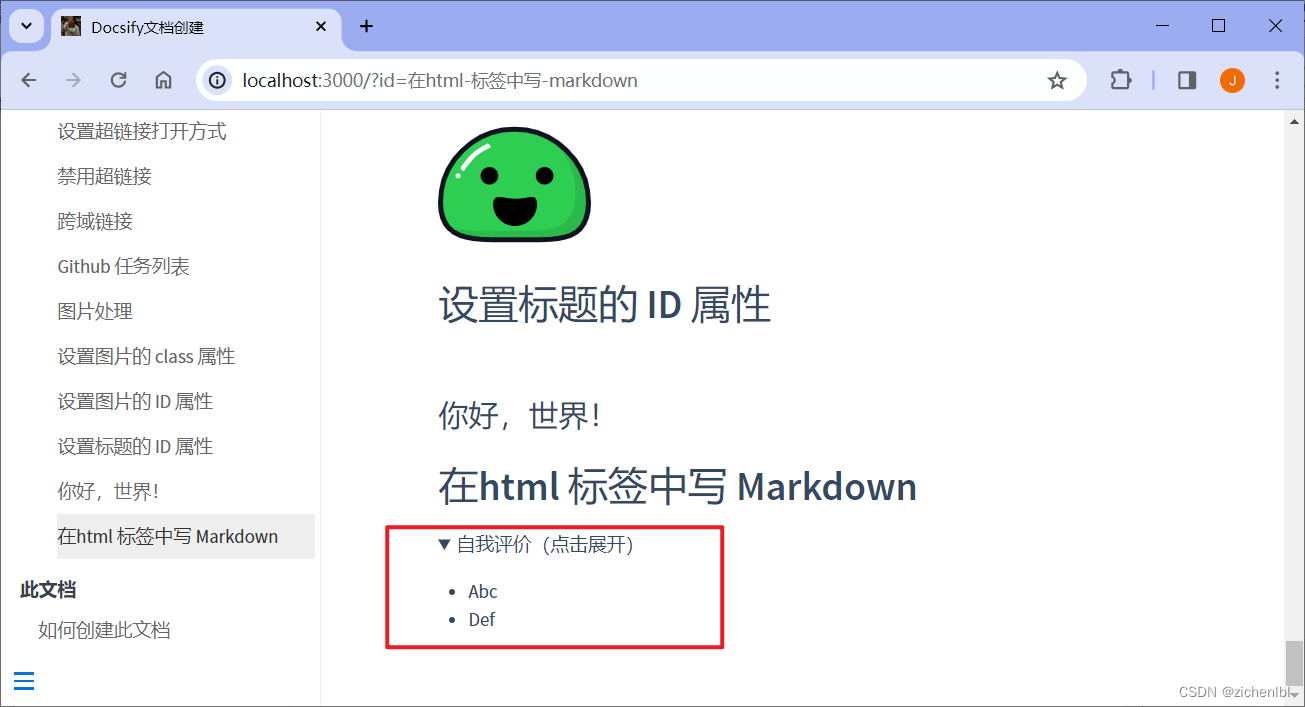 Docsify文档创建
localhost:3000/?id=在html-标签中写-markdown
J
设置超链接打开方式
禁用超链接
跨域链接
Github 任务列表
图片处理
设置图片的 class 属性
设置图片的 ID 属性
设置标题的 ID 属性
你好，世界！
在html 标签中写 Markdown
此文档
如何创建此文档
设置标题的 ID 属性
你好，世界！
在html 标签中写 Markdown
自我评价（点击展开）
Abc
Def
CSDN @zichenlbl